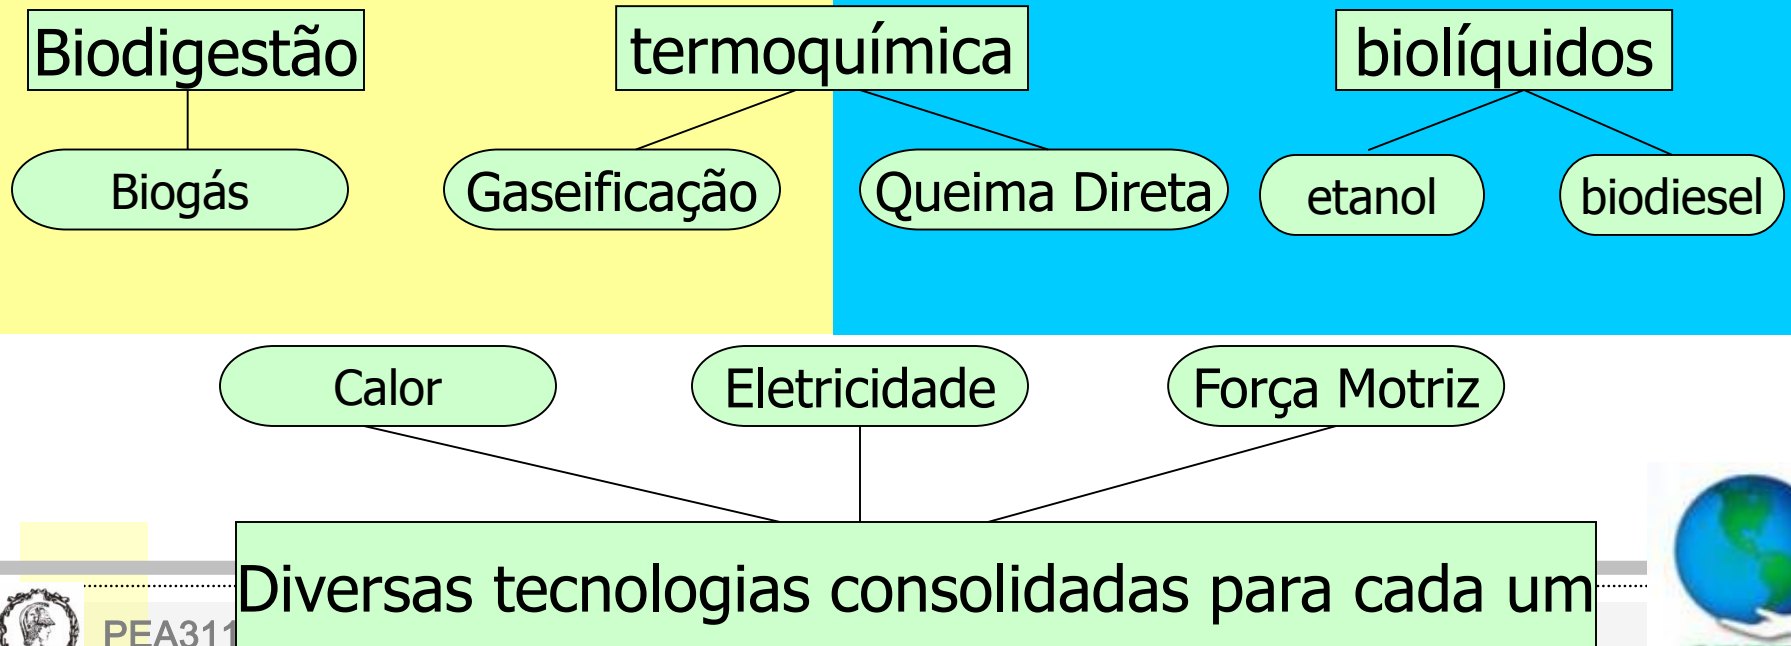 Biodigestão
termoquímica
biolíquidos
Biogás
Gaseificação
Queima Direta
etanol
biodiesel
Calor
Eletricidade
Força Motriz
Diversas tecnologias consolidadas para cada um
PEA311